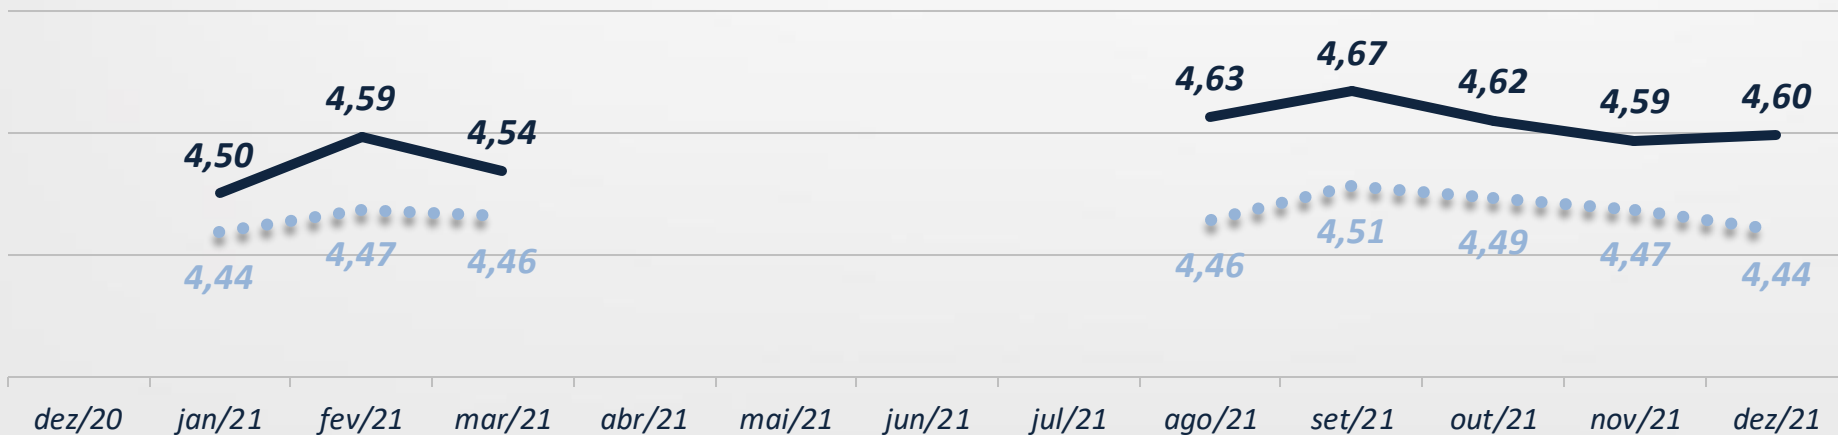 4,50 4,59 4,54 4,63 4,67 4,62 4,59 4,60
4,44 4,47 4,46 4,46 4,51 4,49 4,47 4,44
dez/20 jan/21 fev/21 mar/21 abr/21 mai/21 jun/21 jul/21 ago/21 set/21 out/21 nov/21 dez/21